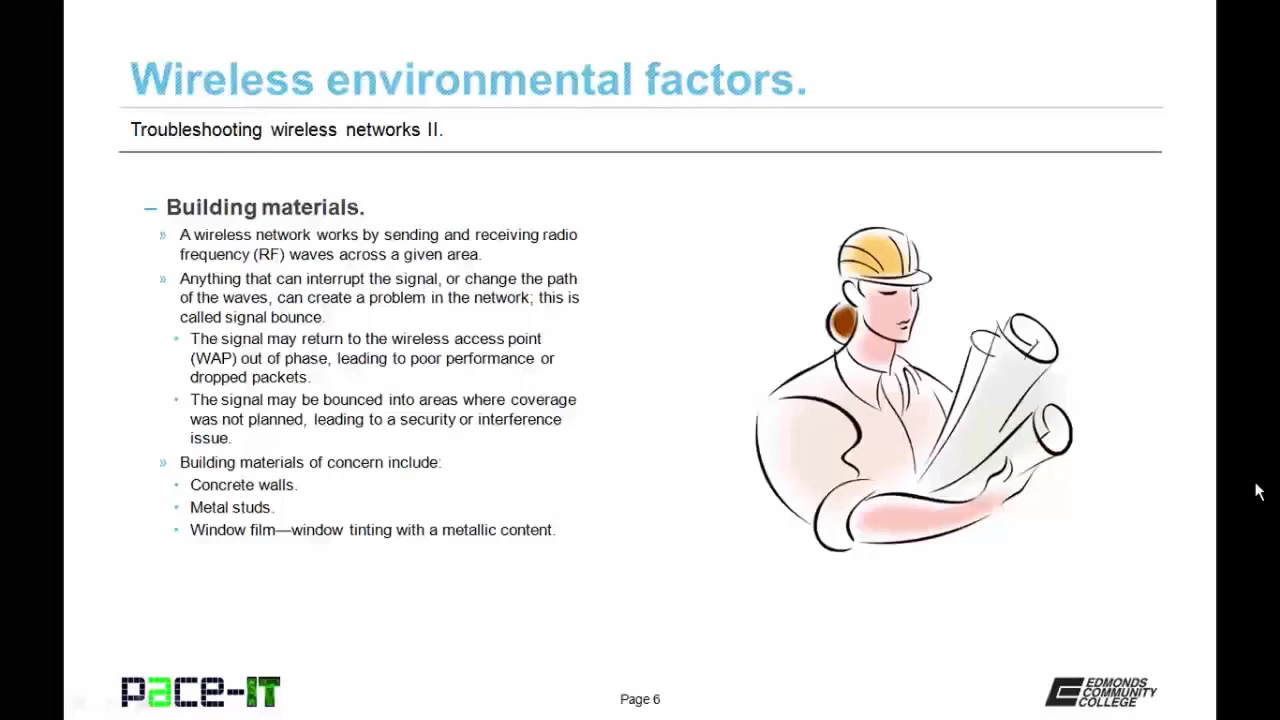 Wireless environmental factors.
Troubleshooting wireless networks II.
– Building materials.
» A wireless network works by sending and receiving radio
frequency (RF) waves across a given area.
» Anything that can interrupt the signal, or change the path
of the waves, can create a problem in the network; this is
called signal bounce.
• The signal may return to the wireless access point
(WAP) out of phase, leading to poor performance or
dropped packets.
• The signal may be bounced into areas where coverage
was not planned, leading to a security or interference
issue.
» Building materials of concern include:
• Concrete walls.
• Metal studs.
• Window film—window tinting with a metallic content.
pace-IT
Page 6
EDMONDS
COMMUNITY
COLLEGE